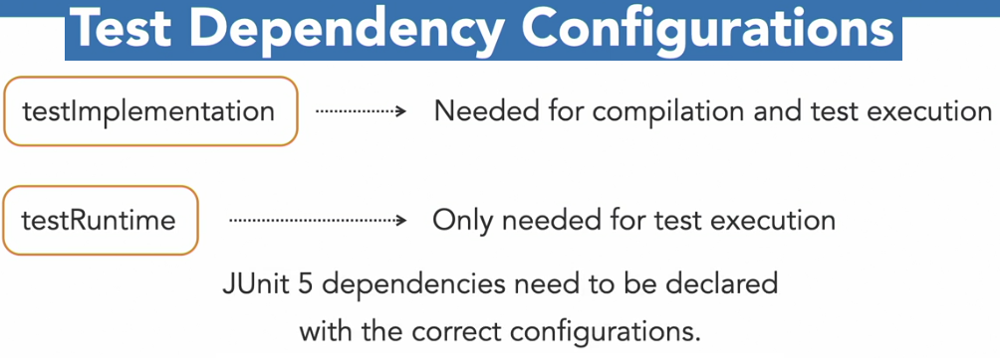 Test Dependency Configurations
testImplementation Needed for compilation and test execution
testRuntime Only needed for test execution
JUnit 5 dependencies need to be declared
with the correct configurations.